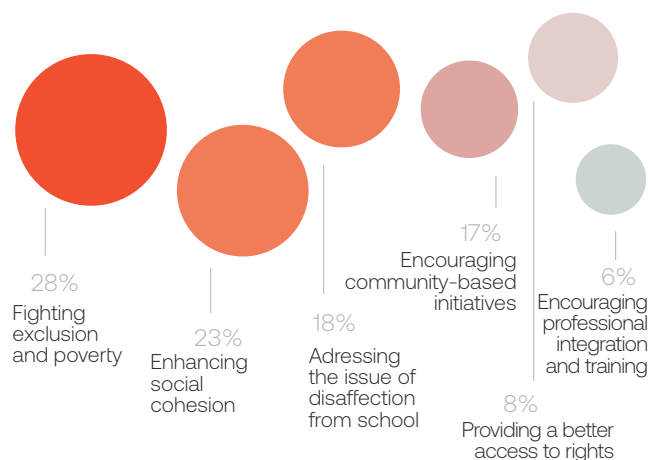 28%
Fighting
exclusion
and poverty
23%
Enhancing
social
cohesion
18%
Adressing
the issue of
disaffection
from school
17%
Encouraging
community-based
initiatives
8%
Providing a better
access to rights
6%
Encouraging
professional
integration
and training